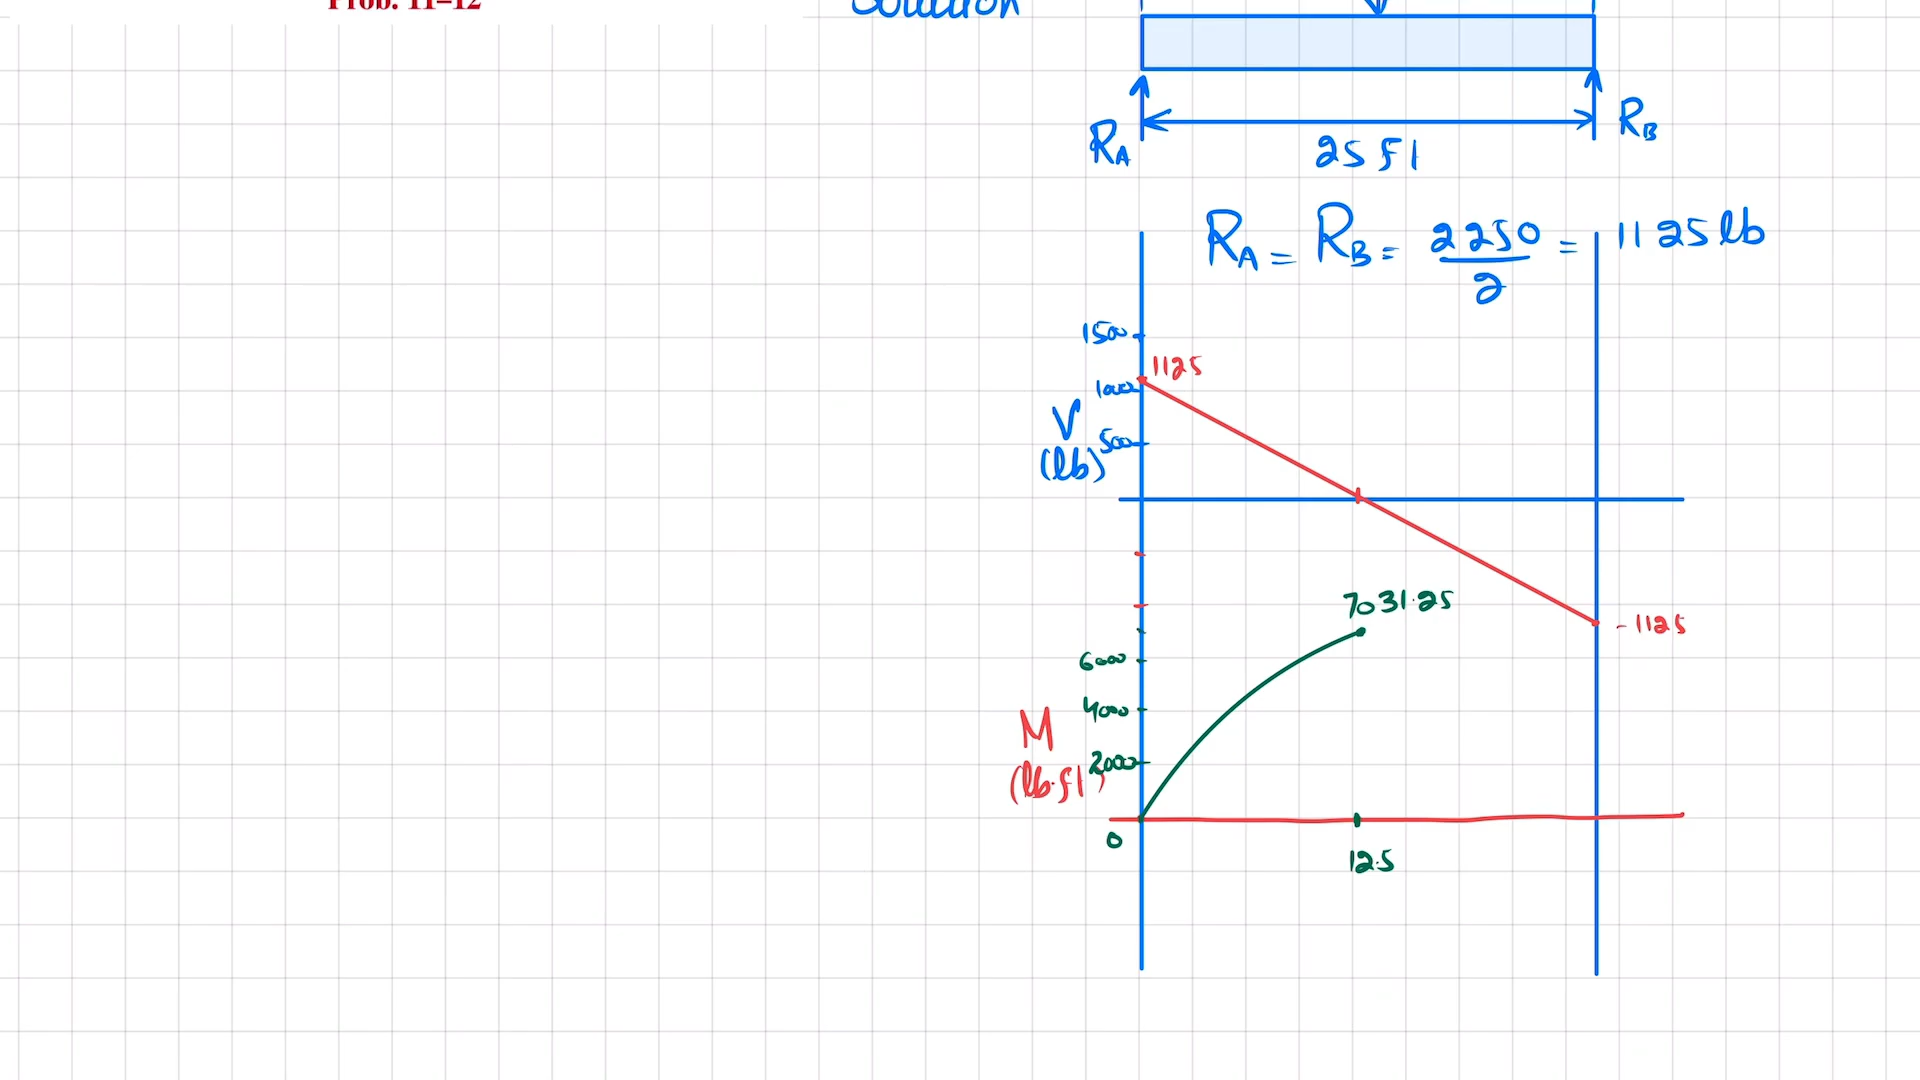 Prob. 11–12
Solution
RA
RB
25 ft
RA = RB = 2250/2 = 1125 lb
1500
1125
1000
V
(lb)
500
7031.25
-1125
6000
4000
M
(lb.ft)
2000
0
12.5